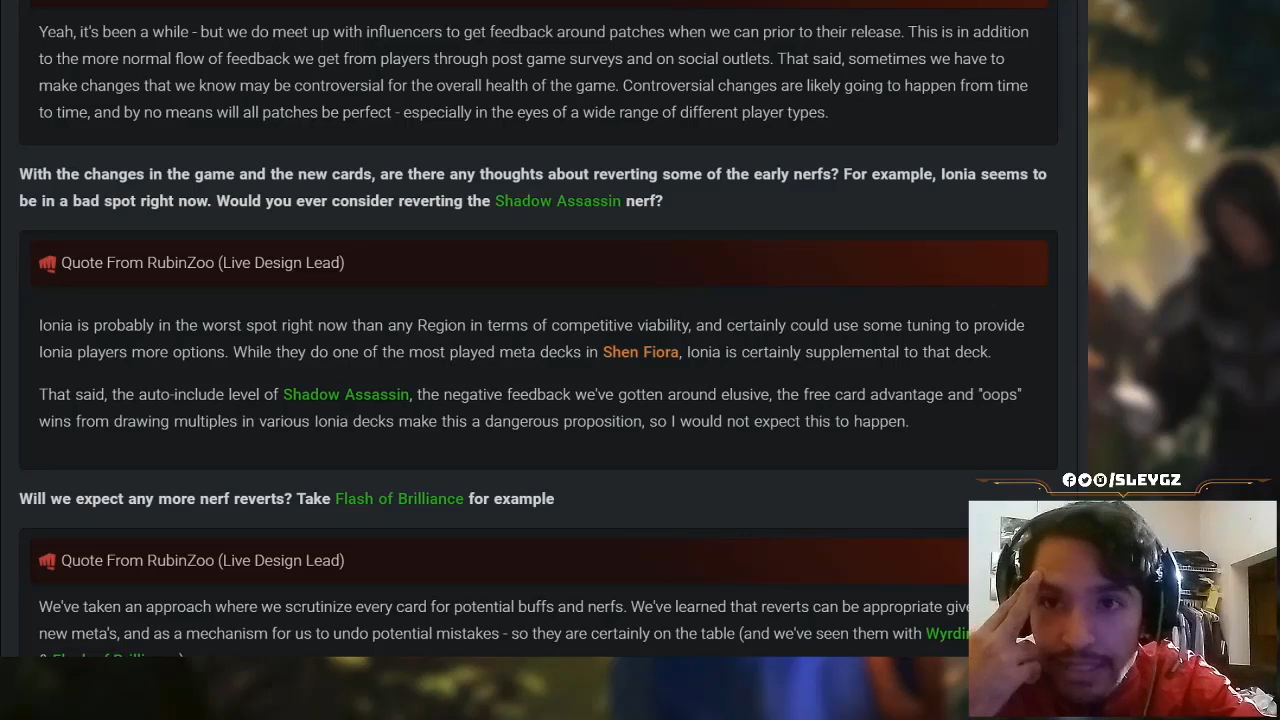 Yeah, it's been a while - but we do meet up with influencers to get feedback around patches when we can prior to their release. This is in addition
to the more normal flow of feedback we get from players through post game surveys and on social outlets. That said, sometimes we have to
make changes that we know may be controversial for the overall health of the game. Controversial changes are likely going to happen from time
to time, and by no means will all patches be perfect - especially in the eyes of a wide range of different player types.
With the changes in the game and the new cards, are there any thoughts about reverting some of the early nerfs? For example, Ionia seems to
be in a bad spot right now. Would you ever consider reverting the Shadow Assassin nerf?
Quote From RubinZoo (Live Design Lead)
Ionia is probably in the worst spot right now than any Region in terms of competitive viability, and certainly could use some tuning to provide
Ionia players more options. While they do one of the most played meta decks in Shen Fiora, Ionia is certainly supplemental to that deck.
That said, the auto-include level of Shadow Assassin, the negative feedback we've gotten around elusive, the free card advantage and "oops"
wins from drawing multiples in various Ionia decks make this a dangerous proposition, so I would not expect this to happen.
/SLEVGZ
Will we expect any more nerf reverts? Take Flash of Brilliance for example
Quote From RubinZoo (Live Design Lead)
We've taken an approach where we scrutinize every card for potential buffs and nerfs. We've learned that reverts can be appropriate give
new meta's, and as a mechanism for us to undo potential mistakes - so they are certainly on the table (and we've seen them with Wyrdin